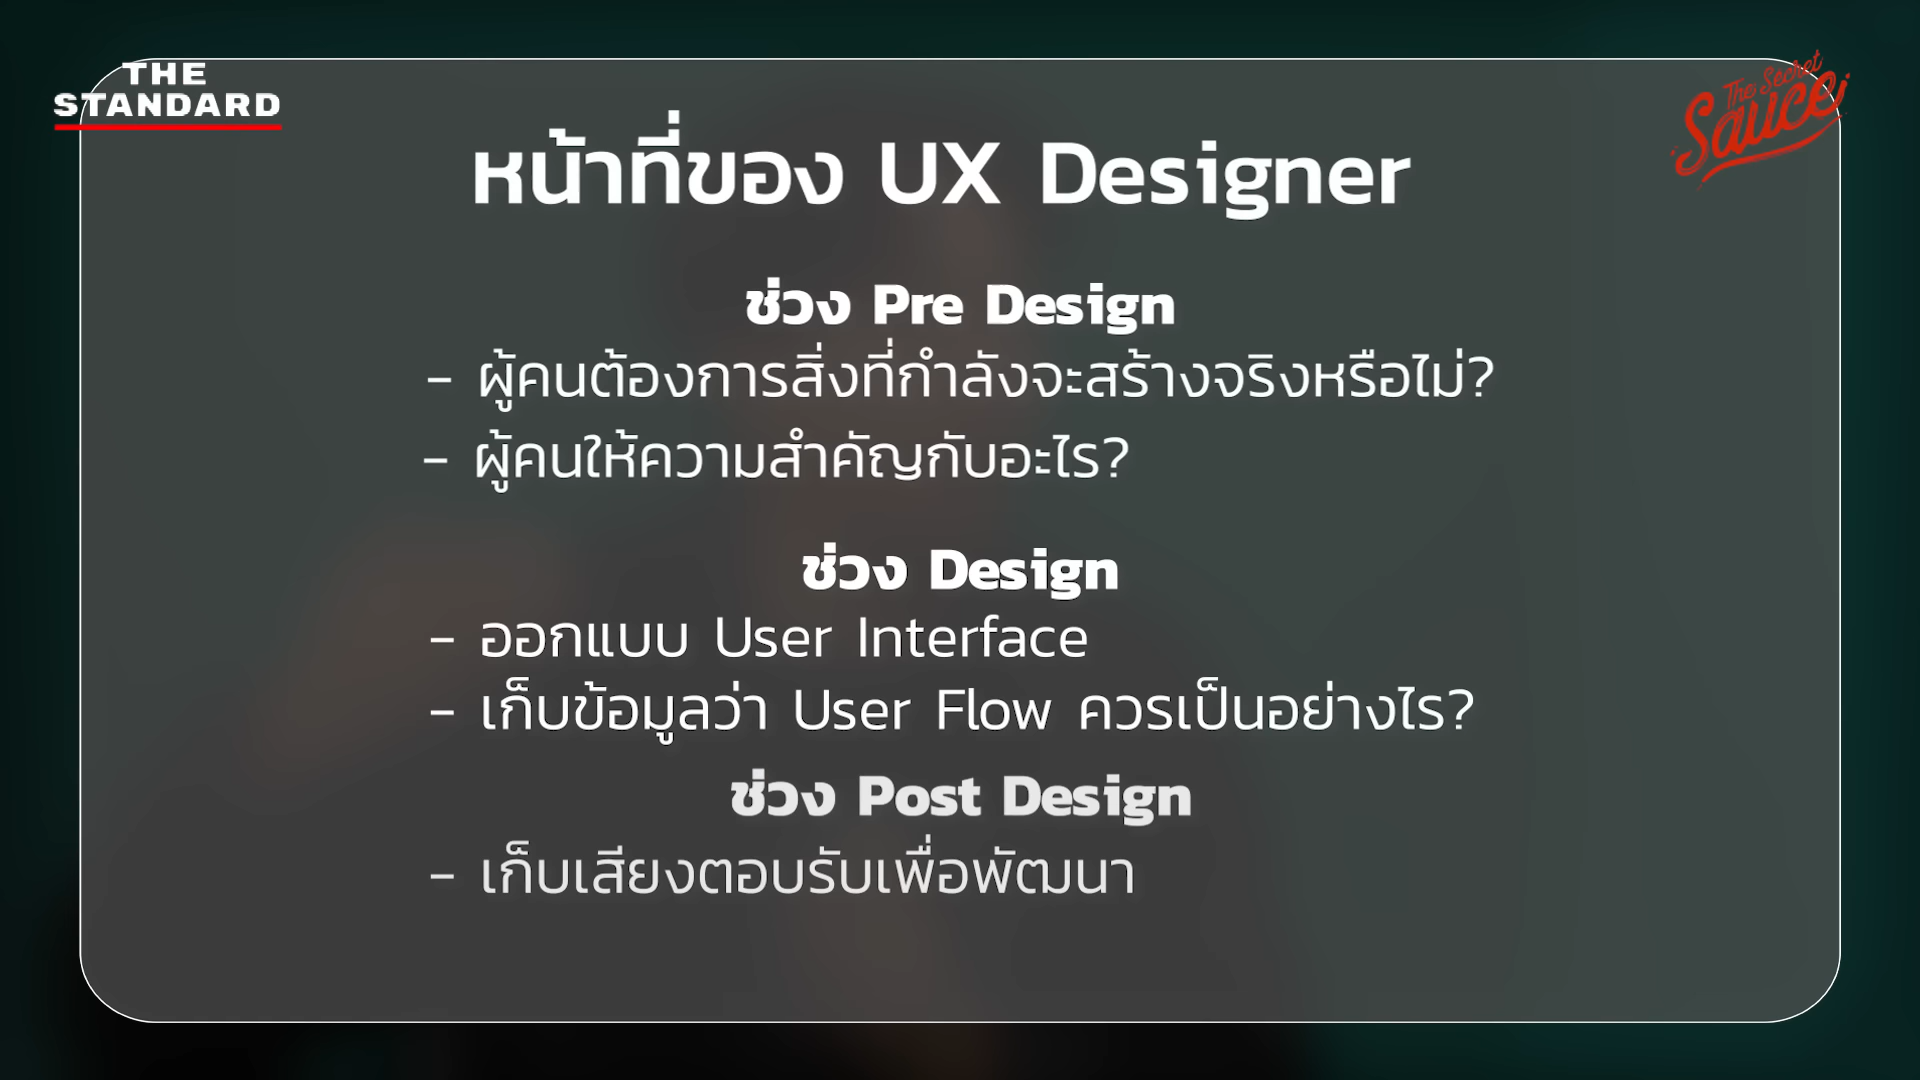 THE
STANDARD
The Secret
Sauce
หน้าที่ของ UX Designer
ช่วง Pre Design
- ผู้คนต้องการสิ่งที่กำลังจะสร้างจริงหรือไม่?
- ผู้คนให้ความสำคัญกับอะไร?
ช่วง Design
- ออกแบบ User Interface
- เก็บข้อมูลว่า User Flow ควรเป็นอย่างไร?
ช่วง Post Design
- เก็บเสียงตอบรับเพื่อพัฒนา